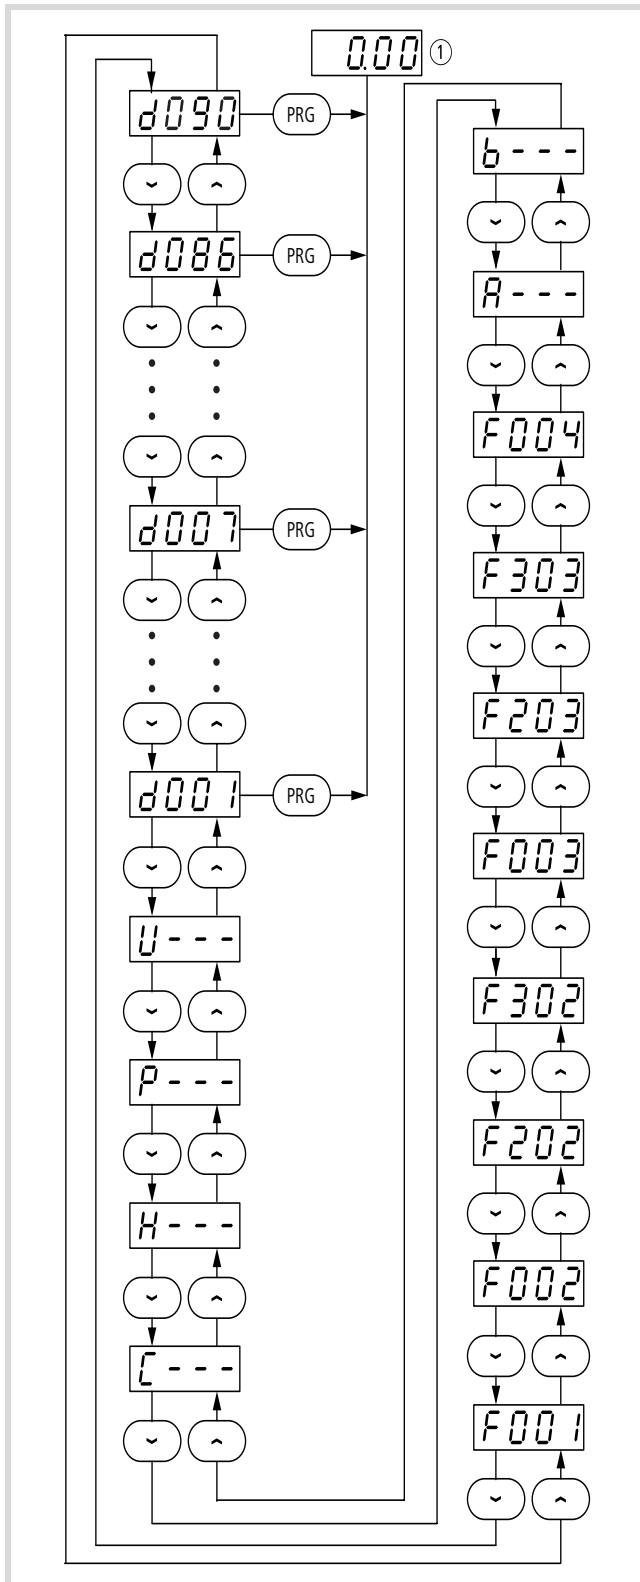 0.00 ①
d090 PRG
d086 PRG
d007 PRG
d001 PRG
U---
P---
H---
C---
b---
A---
F004
F303
F203
F003
F302
F202
F002
F001